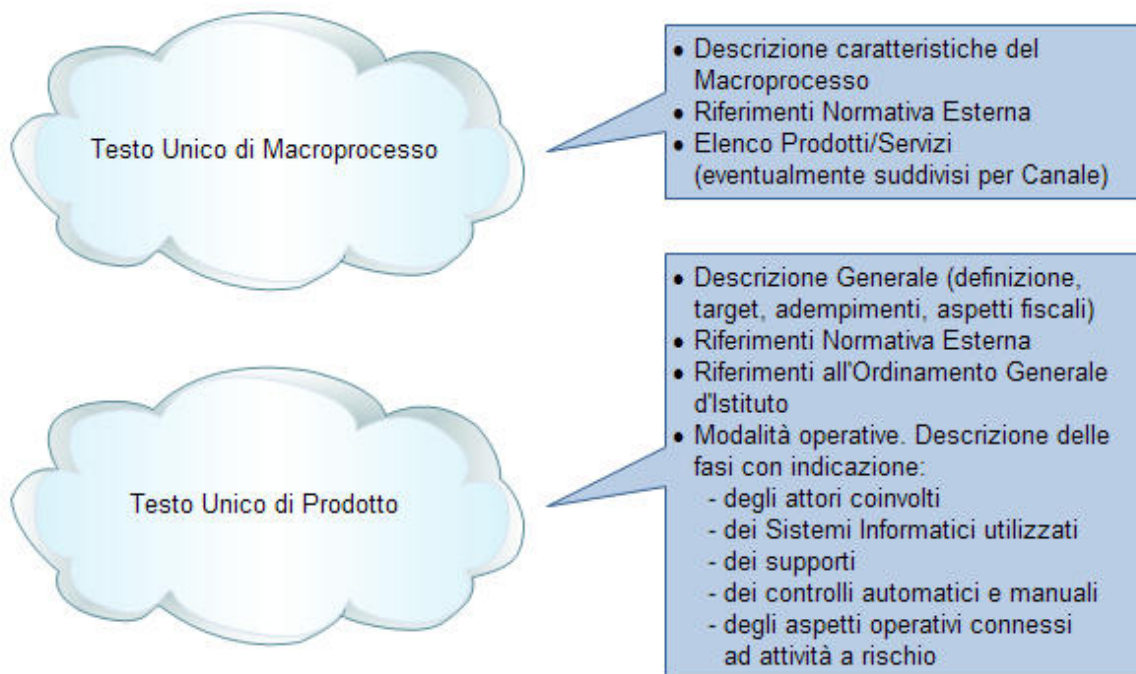 Testo Unico di Macroprocesso
• Descrizione caratteristiche del
Macroprocesso
• Riferimenti Normativa Esterna
• Elenco Prodotti/Servizi
(eventualmente suddivisi per Canale)
Testo Unico di Prodotto
• Descrizione Generale (definizione,
target, adempimenti, aspetti fiscali)
• Riferimenti Normativa Esterna
• Riferimenti all'Ordinamento Generale
d'Istituto
• Modalità operative. Descrizione delle
fasi con indicazione:
- degli attori coinvolti
- dei Sistemi Informatici utilizzati
- dei supporti
- dei controlli automatici e manuali
- degli aspetti operativi connessi
ad attività a rischio